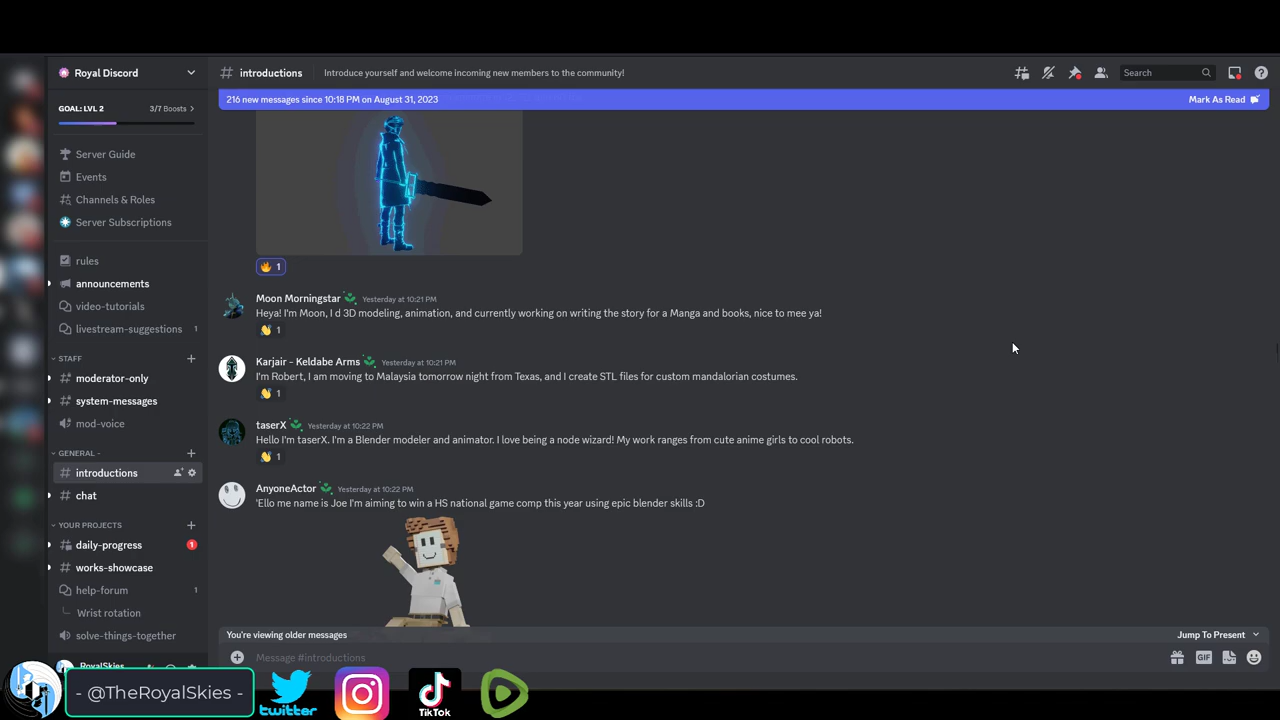 Royal Discord
# introductions
Introduce yourself and welcome incoming new members to the community!
Search
216 new messages since 10:18 PM on August 31, 2023
Mark As Read
GOAL: LVL 2
3/7 Boosts
Server Guide
Events
Channels & Roles
Server Subscriptions
rules
announcements
video-tutorials
livestream-suggestions 1
STAFF
moderator-only
system-messages
mod-voice
GENERAL -
introductions
chat
YOUR PROJECTS
daily-progress 1
works-showcase
help-forum 1
Wrist rotation
solve-things-together
RoyalSkies
1
Moon Morningstar Yesterday at 10:21 PM
Heya! I'm Moon, I d 3D modeling, animation, and currently working on writing the story for a Manga and books, nice to mee ya!
1
Karjair - Keldabe Arms Yesterday at 10:21 PM
I'm Robert, I am moving to Malaysia tomorrow night from Texas, and I create STL files for custom mandalorian costumes.
1
taserX Yesterday at 10:22 PM
Hello I'm taserX. I'm a Blender modeler and animator. I love being a node wizard! My work ranges from cute anime girls to cool robots.
1
AnyoneActor Yesterday at 10:22 PM
'Ello me name is Joe I'm aiming to win a HS national game comp this year using epic blender skills :D
You're viewing older messages
Jump To Present
Message #introductions
GIF
- @TheRoyalSkies -
twitter
TikTok